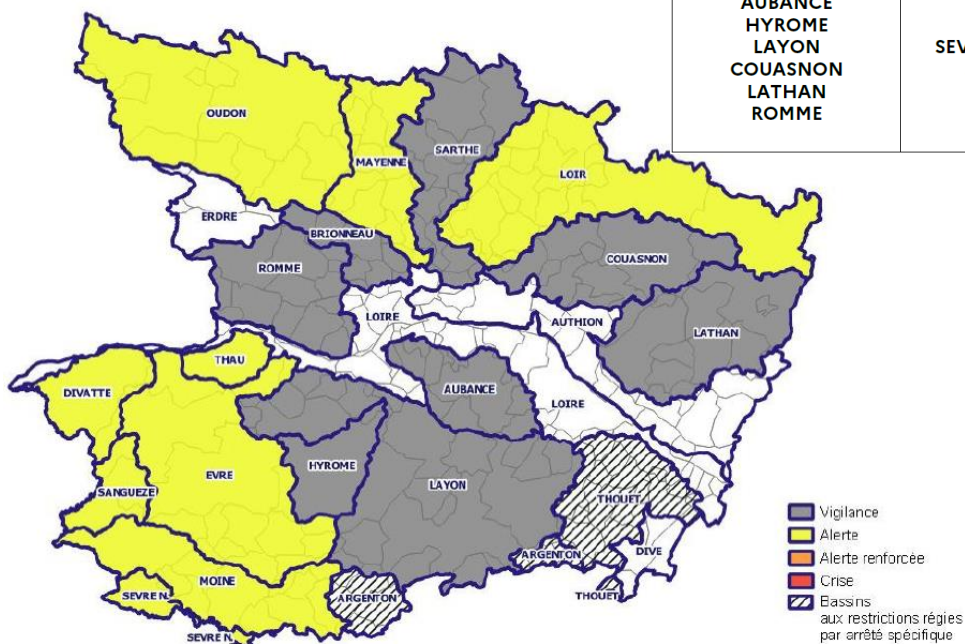 AUBANCE
HYROME
LAYON
COUASNON
LATHAN
ROMME
SEV
OUDON
MAYENNE
SARTHE
LOIR
ERDRE
BRIONNEAU
ROMME
COUASNON
LOIRE
AUTHION
LATHAN
THAU
DIVATTE
AUBANCE
LOIRE
HYROME
EVRE
LAYON
SANGUEZE
THOUET
ARGENTON
DIVE
MOINE
SEVRE N.
ARGENTON
THOUET
SEVRE N.
Vigilance
Alerte
Alerte renforcée
Crise
Bassins
aux restrictions régies
par arrêté spécifique